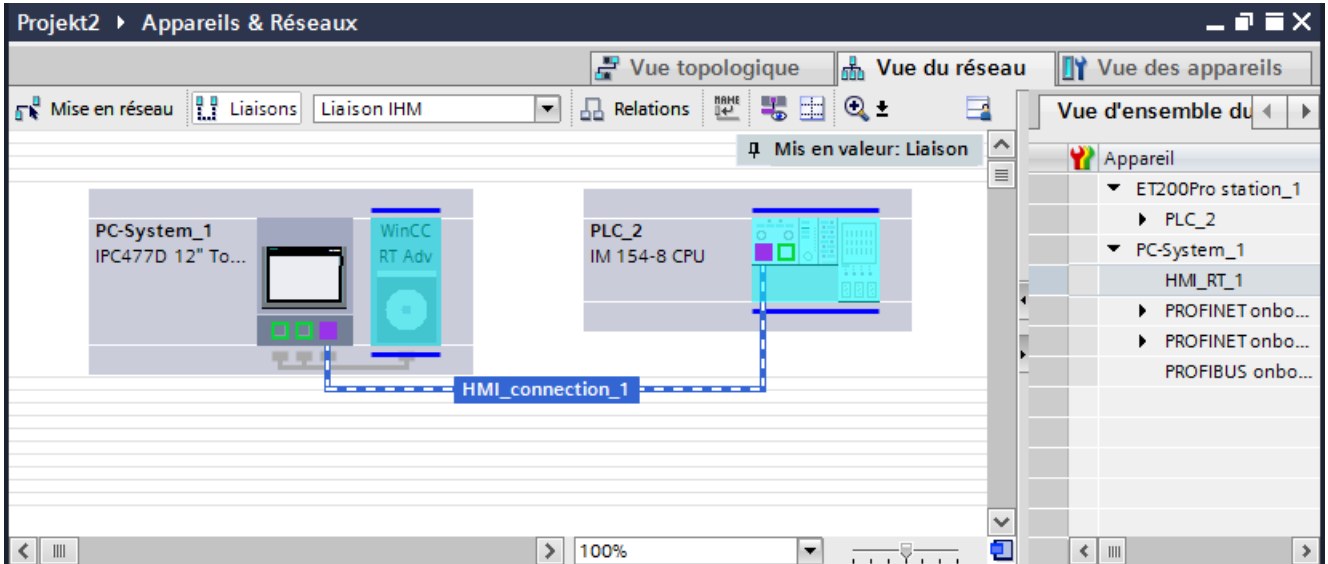 Projekt2 ▸ Appareils & Réseaux
Vue topologique
Vue du réseau
Vue des appareils
Mise en réseau
Liaisons
Liaison IHM
Relations
Vue d'ensemble du
Mis en valeur: Liaison
Appareil
ET200Pro station_1
PLC_2
PC-System_1
HMI_RT_1
PROFINET onbo...
PROFINET onbo...
PROFIBUS onbo...
PC-System_1
IPC477D 12" To...
WinCC
RT Adv
PLC_2
IM 154-8 CPU
HMI_connection_1
100%